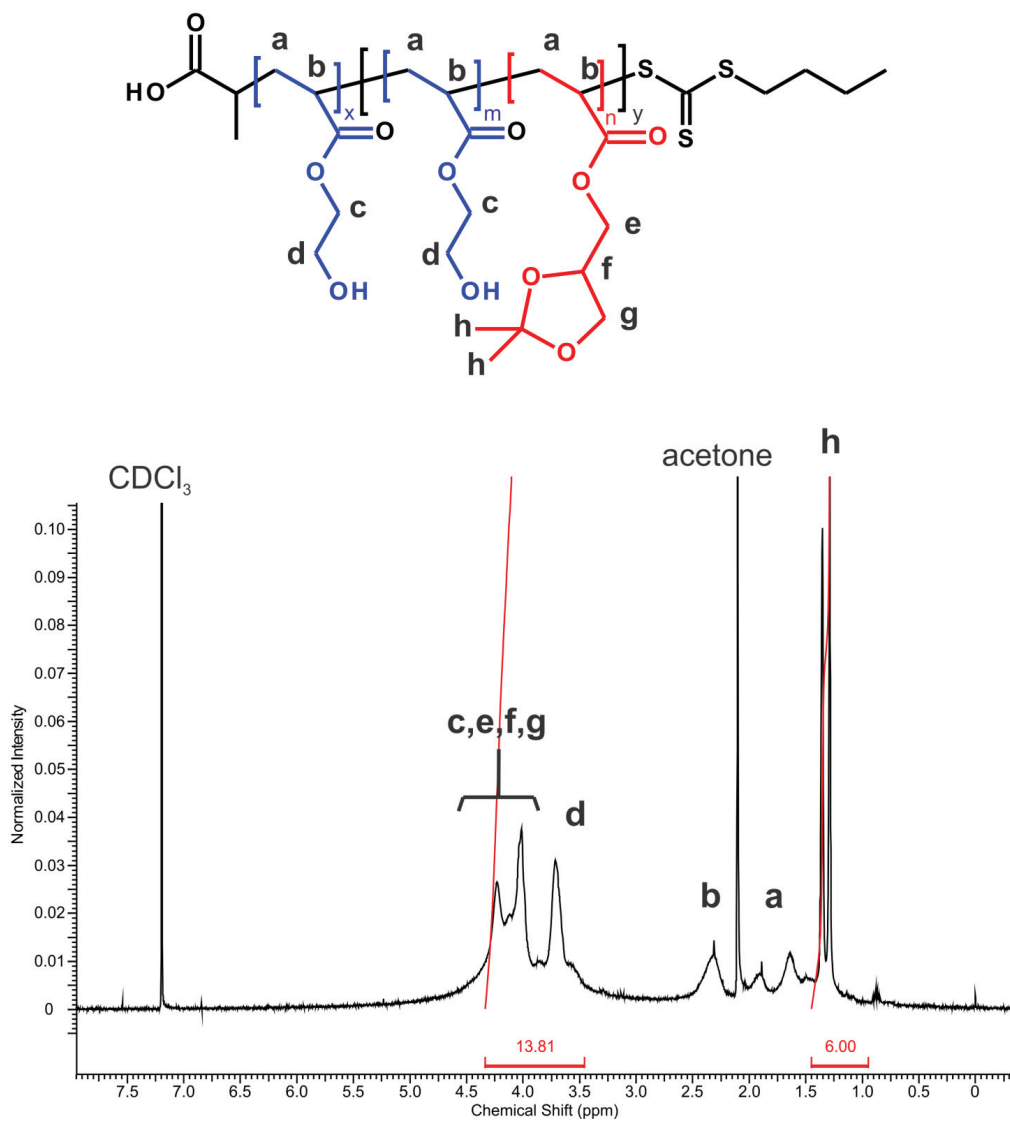 O
HO
a
b
x
a
b
m
a
b
n
y
S
S
S
O
O
O
O
O
O
c
c
e
d
d
f
OH
OH
O
g
h
O
h
CDCl3
acetone
h
c,e,f,g
d
b
a
Normalized Intensity
0.10
0.09
0.08
0.07
0.06
0.05
0.04
0.03
0.02
0.01
0
13.81
6.00
7.5 7.0 6.5 6.0 5.5 5.0 4.5 4.0 3.5 3.0 2.5 2.0 1.5 1.0 0.5 0
Chemical Shift (ppm)